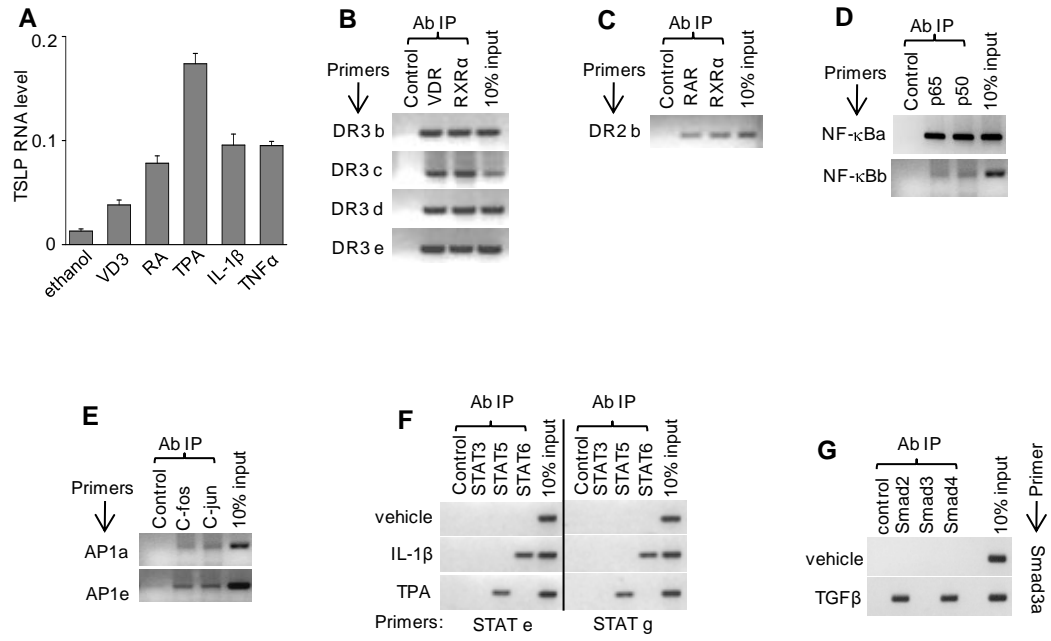 A
TSLP RNA level
0.2
0.1
0
ethanol
VD3
RA
TPA
IL-1β
TNFα
B
Ab IP
Primers
Control
VDR
RXRα
10% input
DR3 b
DR3 c
DR3 d
DR3 e
C
Ab IP
Primers
Control
RAR
RXRα
10% input
DR2 b
D
Ab IP
Primers
Control
p65
p50
10% input
NF-κBa
NF-κBb
E
Ab IP
Primers
Control
C-fos
C-jun
10% input
AP1a
AP1e
F
Ab IP
Ab IP
Control
STAT3
STAT5
STAT6
10% input
Control
STAT3
STAT5
STAT6
10% input
vehicle
IL-1β
TPA
Primers: STAT e STAT g
G
Ab IP
control
Smad2
Smad3
Smad4
10% input
Primer
Smad3a
vehicle
TGFβ